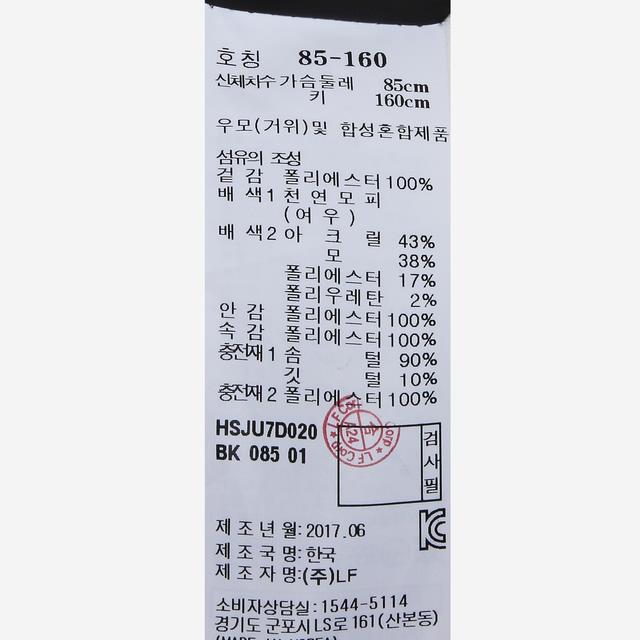 호칭 85-160
신체치수 가슴둘레 85cm
키 160cm
우모(거위)및 합성혼합제품
섬유의 조성
겉감 폴리에스터 100%
배색1 천연모피
(여우)
배색2 아크릴 43%
모 38%
폴리에스터 17%
폴리우레탄 2%
안감 폴리에스터 100%
속감 폴리에스터 100%
충전재1 솜털 90%
깃털 10%
충전재2 폴리에스터 100%
HSJU7D020
BK 085 01
검사필
제조년월:2017.06
제조국명:한국
제조자명:(주)LF
소비자상담실:1544-5114
경기도 군포시 LS로 161(산본동)